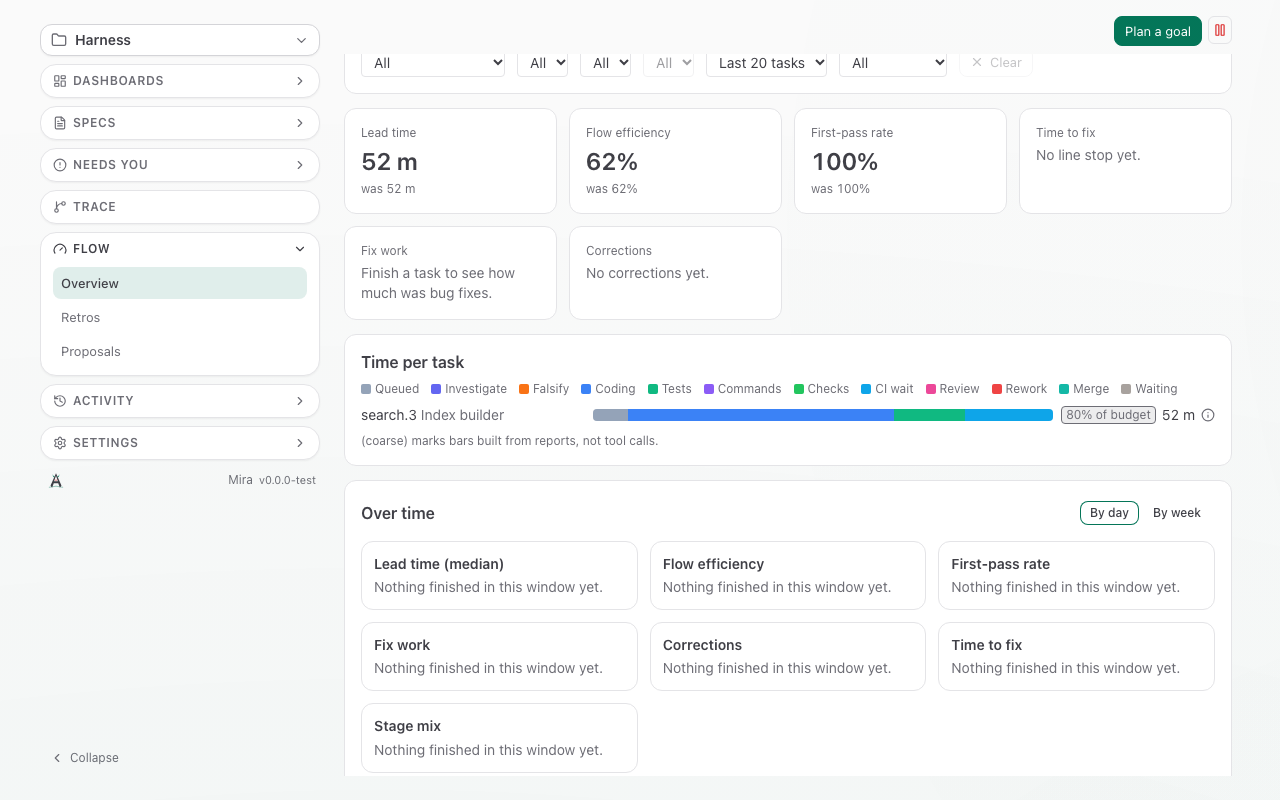 Harness
Plan a goal
All All All All Last 20 tasks All Clear
DASHBOARDS
SPECS
NEEDS YOU
TRACE
FLOW
Overview
Retros
Proposals
ACTIVITY
SETTINGS
Mira v0.0.0-test
Collapse
Lead time
52 m
was 52 m
Flow efficiency
62%
was 62%
First-pass rate
100%
was 100%
Time to fix
No line stop yet.
Fix work
Finish a task to see how
much was bug fixes.
Corrections
No corrections yet.
Time per task
Queued Investigate Falsify Coding Tests Commands Checks CI wait Review Rework Merge Waiting
search.3 Index builder 80% of budget 52 m
(coarse) marks bars built from reports, not tool calls.
Over time
By day By week
Lead time (median)
Nothing finished in this window yet.
Flow efficiency
Nothing finished in this window yet.
First-pass rate
Nothing finished in this window yet.
Fix work
Nothing finished in this window yet.
Corrections
Nothing finished in this window yet.
Time to fix
Nothing finished in this window yet.
Stage mix
Nothing finished in this window yet.